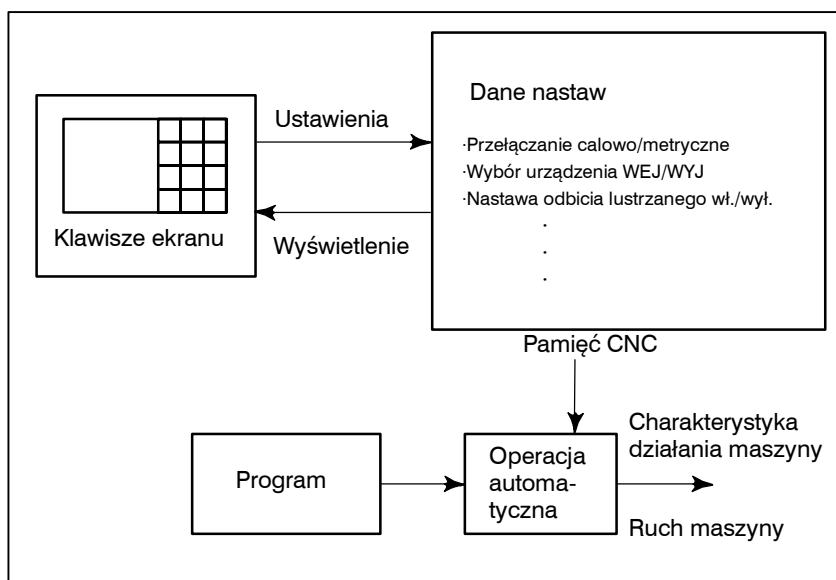 Dane nastaw
Ustawienia
·Przełączanie calowo/metryczne
·Wybór urządzenia WEJ/WYJ
·Nastawa odbicia lustrzanego wł./wył.
.
.
.
Klawisze ekranu
Wyświetlenie
Pamięć CNC
Charakterystyka
działania maszyny
Program
Operacja
automa-
tyczna
Ruch maszyny